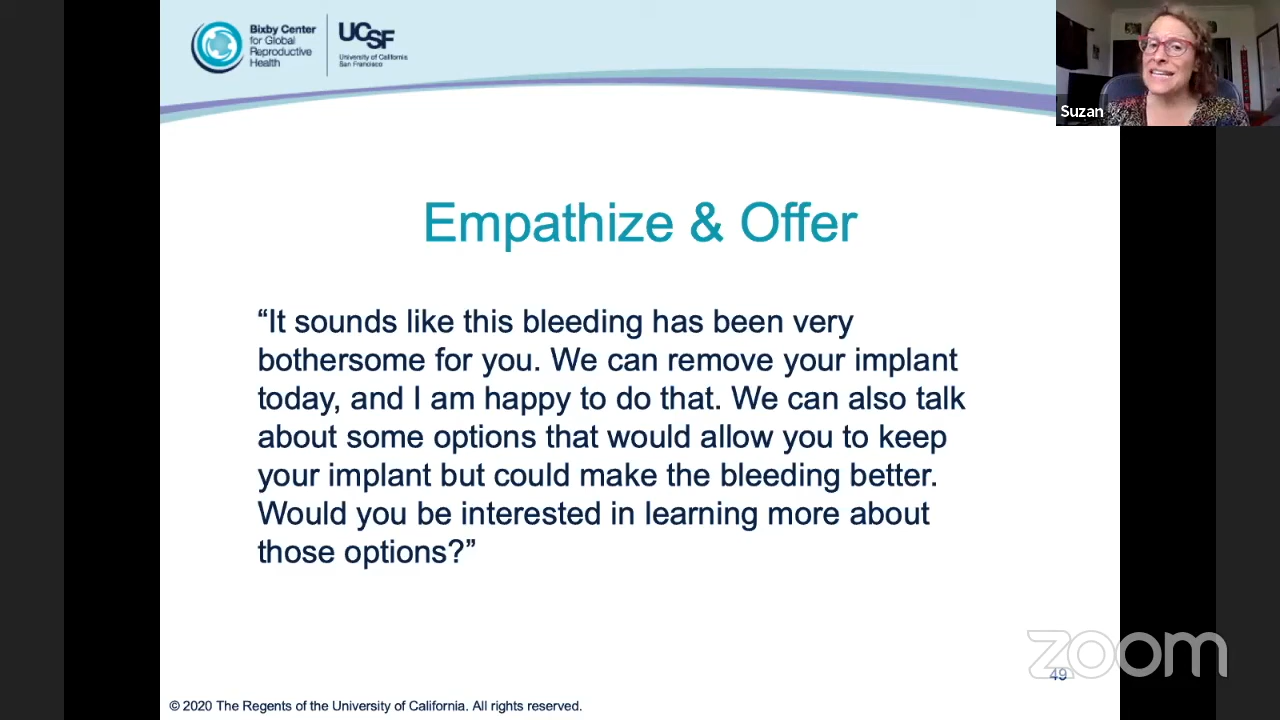 Bixby Center
for Global
Reproductive
Health
UCSF
University of California
San Francisco
Suzan
Empathize & Offer
“It sounds like this bleeding has been very
bothersome for you. We can remove your implant
today, and I am happy to do that. We can also talk
about some options that would allow you to keep
your implant but could make the bleeding better.
Would you be interested in learning more about
those options?”
zoom
49
© 2020 The Regents of the University of California. All rights reserved.